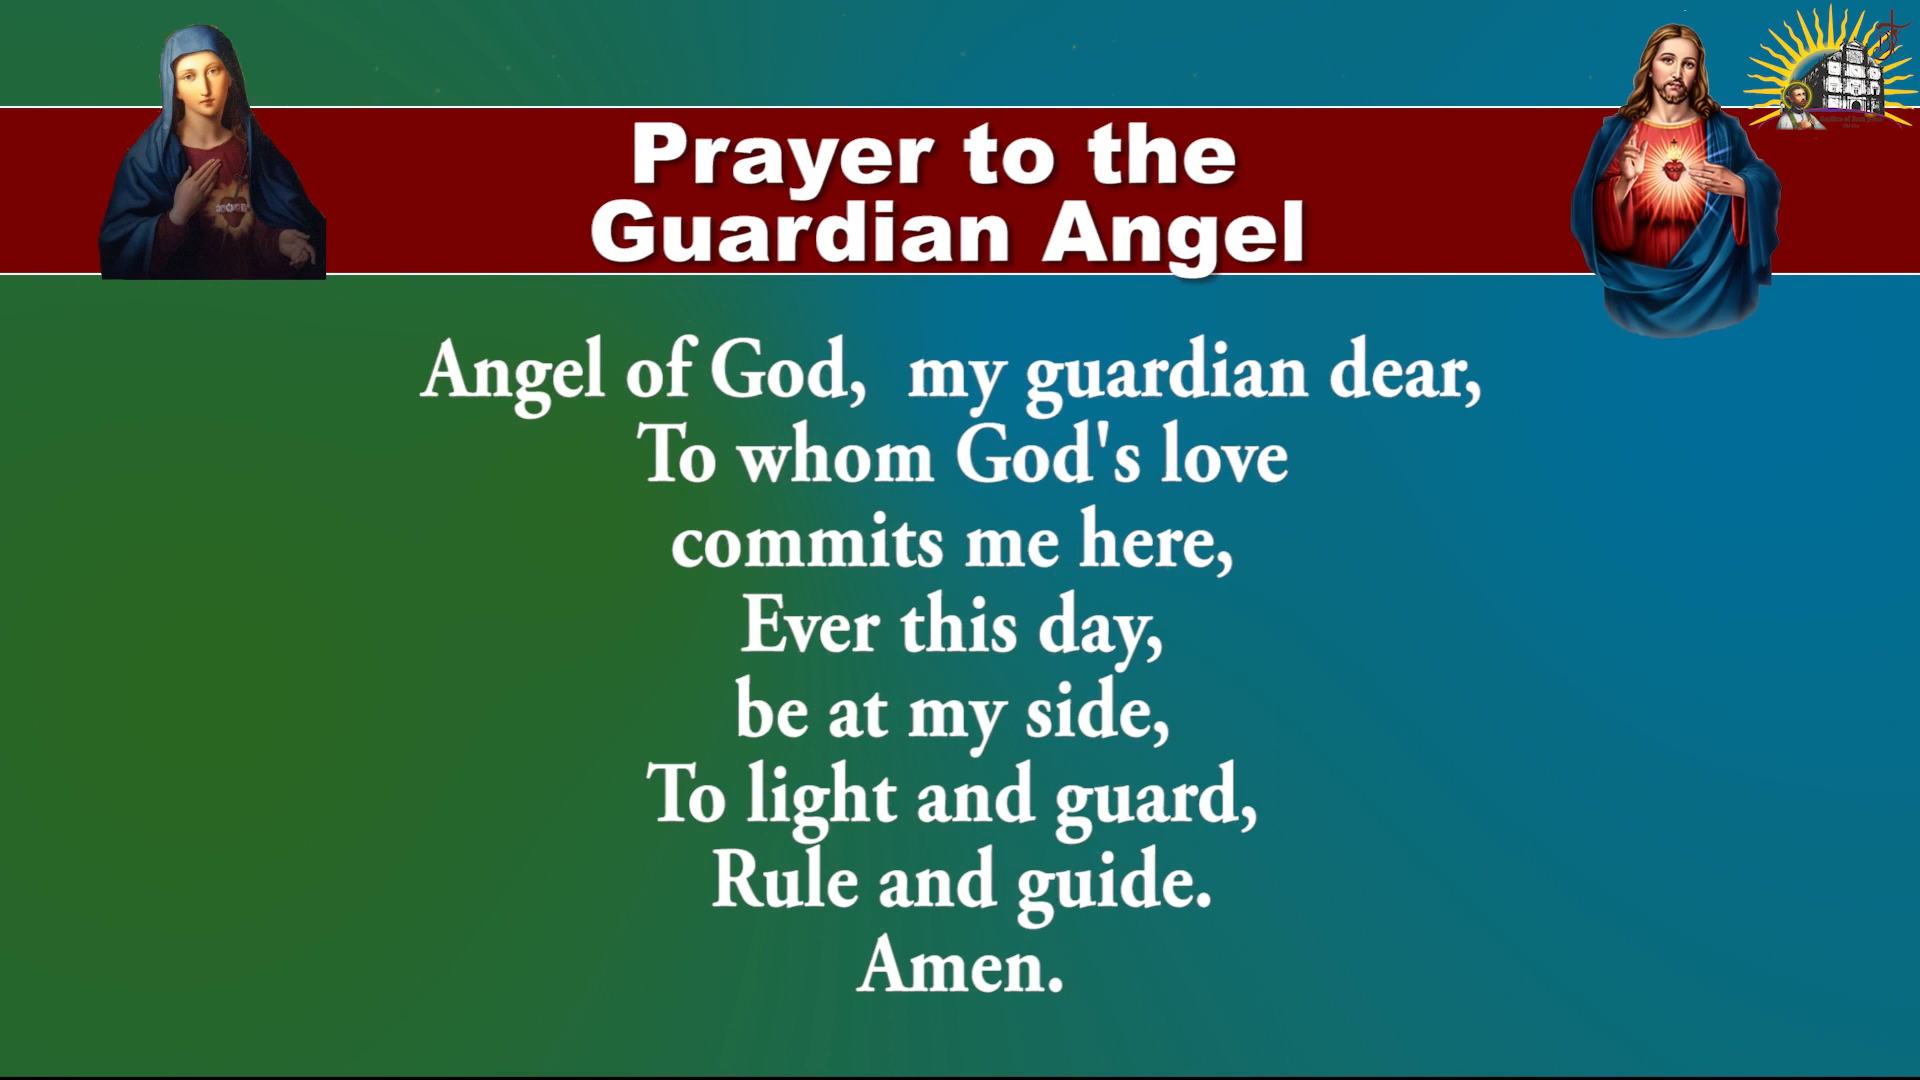 Prayer to the
Guardian Angel
Angel of God,  my guardian dear,
To whom God's love
commits me here,
Ever this day,
be at my side,
To light and guard,
Rule and guide.
Amen.